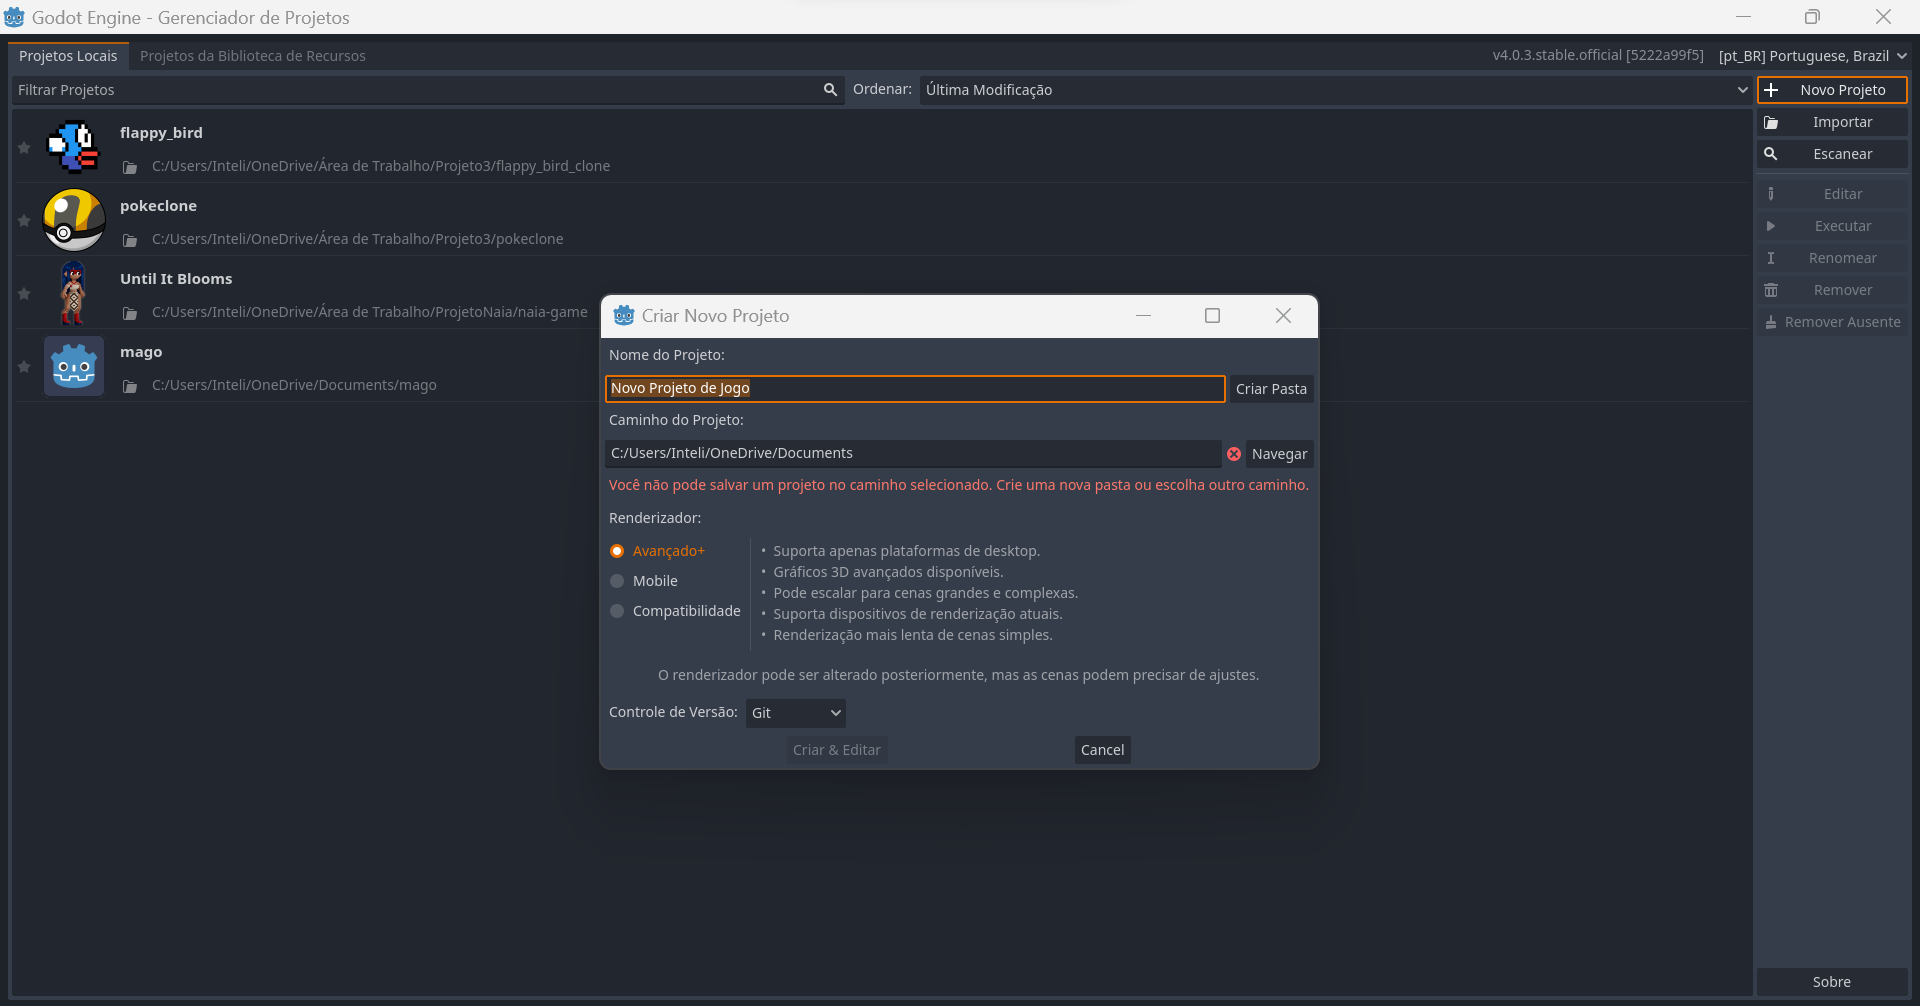 Godot Engine - Gerenciador de Projetos
Projetos Locais
Projetos da Biblioteca de Recursos
v4.0.3.stable.official [5222a99f5]
[pt_BR] Portuguese, Brazil
Filtrar Projetos
Ordenar:
Última Modificação
Novo Projeto
Importar
Escanear
Editar
Executar
Renomear
Remover
Remover Ausente
flappy_bird
C:/Users/Inteli/OneDrive/Área de Trabalho/Projeto3/flappy_bird_clone
pokeclone
C:/Users/Inteli/OneDrive/Área de Trabalho/Projeto3/pokeclone
Until It Blooms
C:/Users/Inteli/OneDrive/Área de Trabalho/ProjetoNaia/naia-game
mago
C:/Users/Inteli/OneDrive/Documents/mago
Criar Novo Projeto
Nome do Projeto:
Novo Projeto de Jogo
Criar Pasta
Caminho do Projeto:
C:/Users/Inteli/OneDrive/Documents
Navegar
Você não pode salvar um projeto no caminho selecionado. Crie uma nova pasta ou escolha outro caminho.
Renderizador:
Avançado+
Mobile
Compatibilidade
• Suporta apenas plataformas de desktop.
• Gráficos 3D avançados disponíveis.
• Pode escalar para cenas grandes e complexas.
• Suporta dispositivos de renderização atuais.
• Renderização mais lenta de cenas simples.
O renderizador pode ser alterado posteriormente, mas as cenas podem precisar de ajustes.
Controle de Versão:
Git
Criar & Editar
Cancel
Sobre